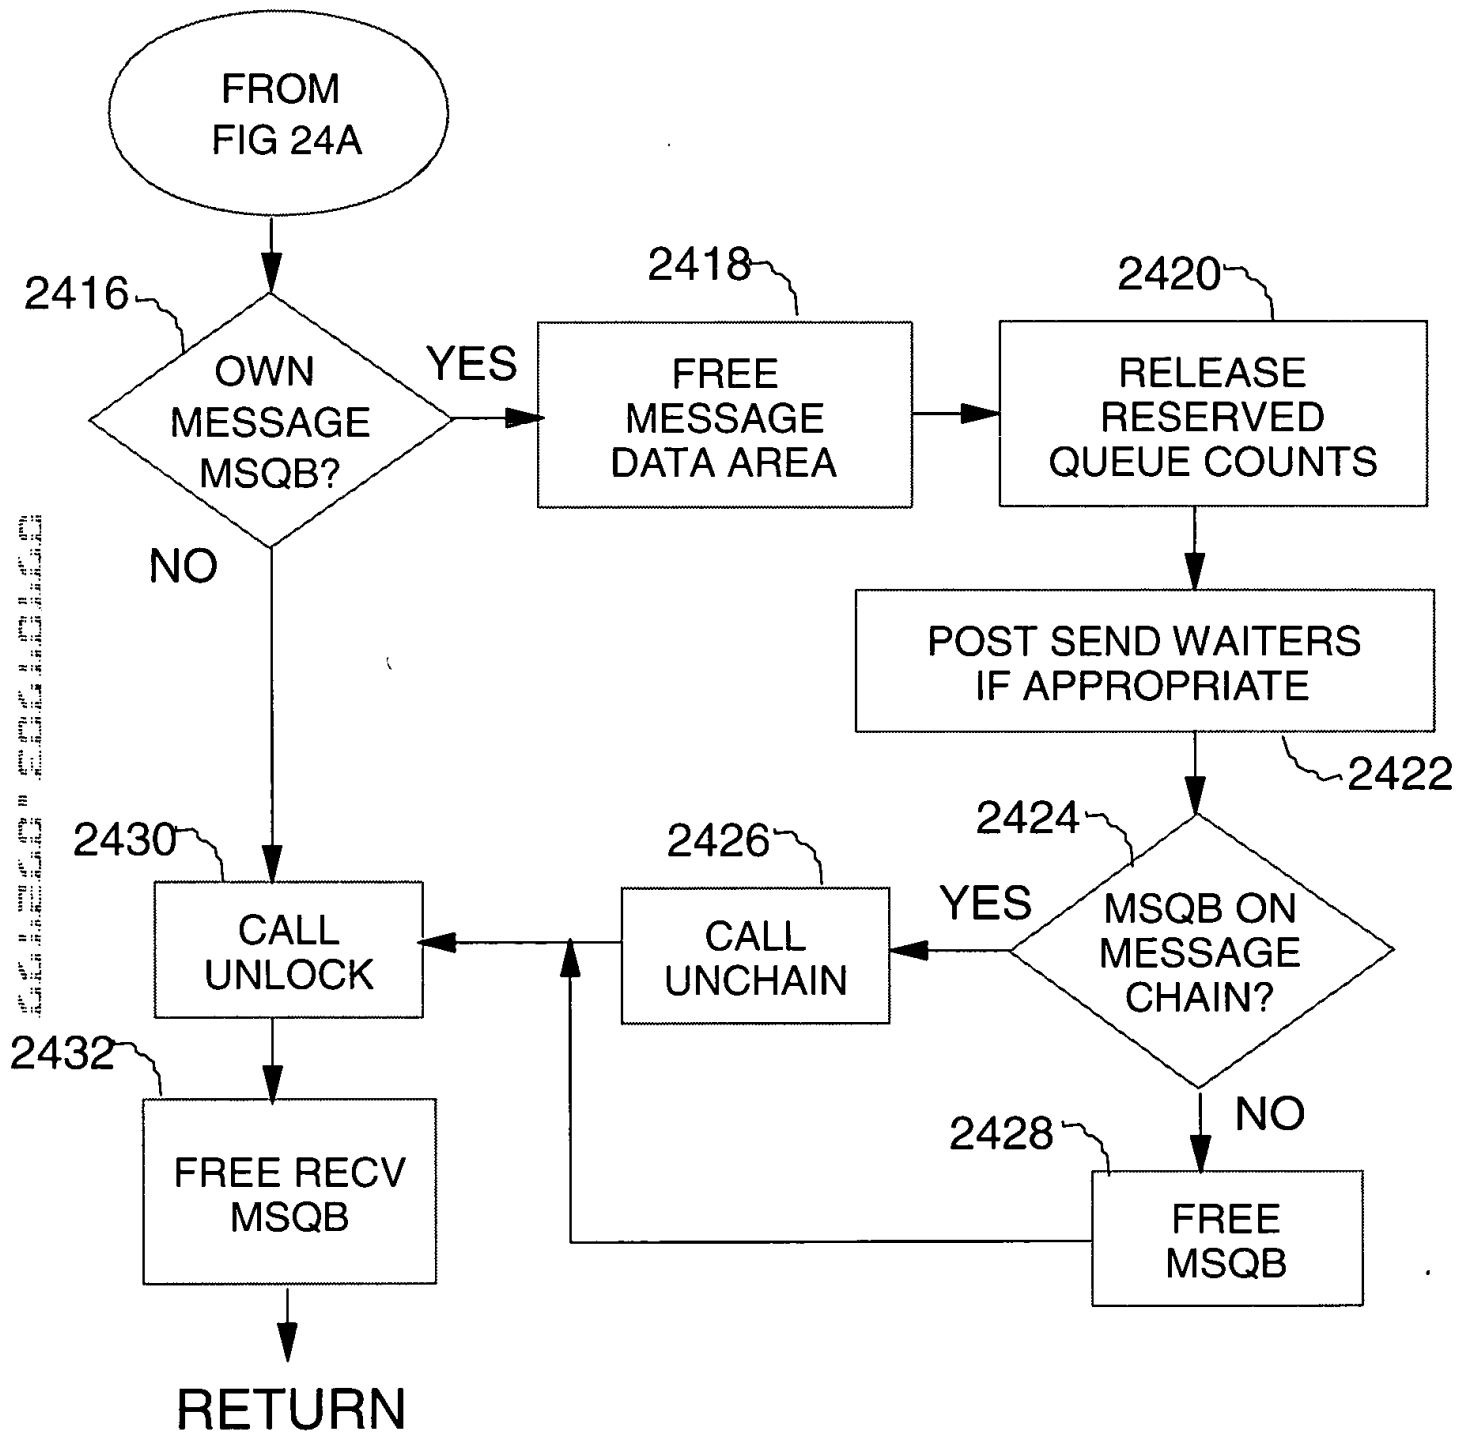 FROM
FIG 24A
2416
OWN
MESSAGE
MSQB?
YES
NO
2418
FREE
MESSAGE
DATA AREA
2420
RELEASE
RESERVED
QUEUE COUNTS
POST SEND WAITERS
IF APPROPRIATE
2422
2424
MSQB ON
MESSAGE
CHAIN?
YES
NO
2426
CALL
UNCHAIN
2428
FREE
MSQB
2430
CALL
UNLOCK
2432
FREE RECV
MSQB
RETURN